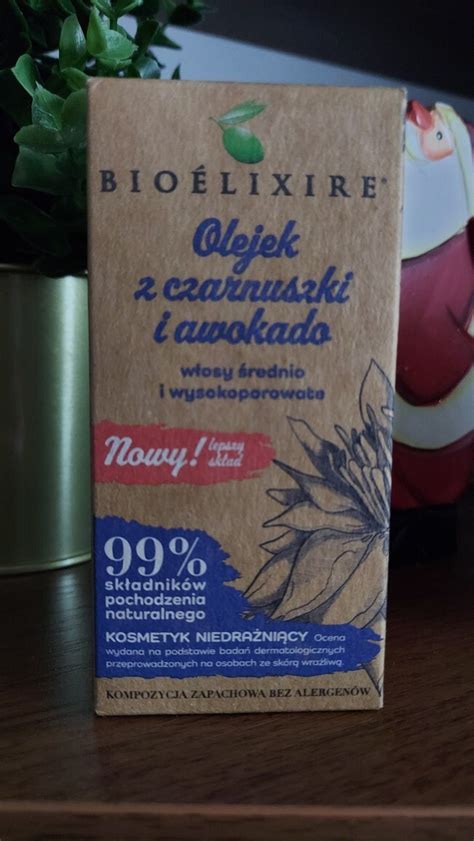 BIOÉLIXIRE®
Olejek
z czarnuszki
i awokado
włosy średnio
i wysokoporowate
Nowy! lepszy
skład
99%
składników
pochodzenia
naturalnego
KOSMETYK NIEDRAŻNIĄCY Ocena
wydana na podstawie badań dermatologicznych
przeprowadzonych na osobach ze skórą wrażliwą.
KOMPOZYCJA ZAPACHOWA BEZ ALERGENÓW